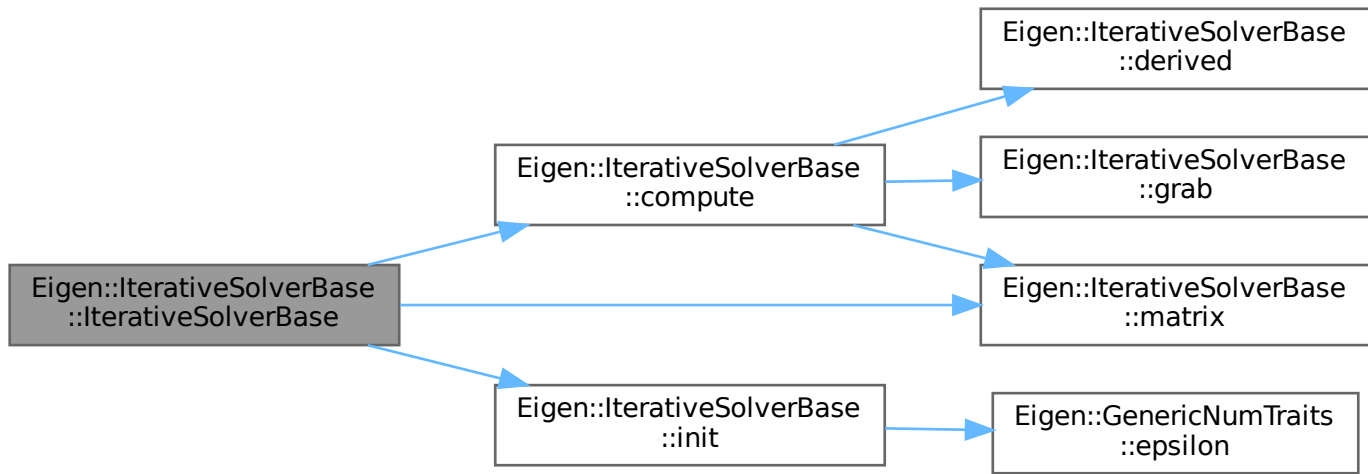 Eigen::IterativeSolverBase
::IterativeSolverBase
Eigen::IterativeSolverBase
::compute
Eigen::IterativeSolverBase
::init
Eigen::IterativeSolverBase
::derived
Eigen::IterativeSolverBase
::grab
Eigen::IterativeSolverBase
::matrix
Eigen::GenericNumTraits
::epsilon